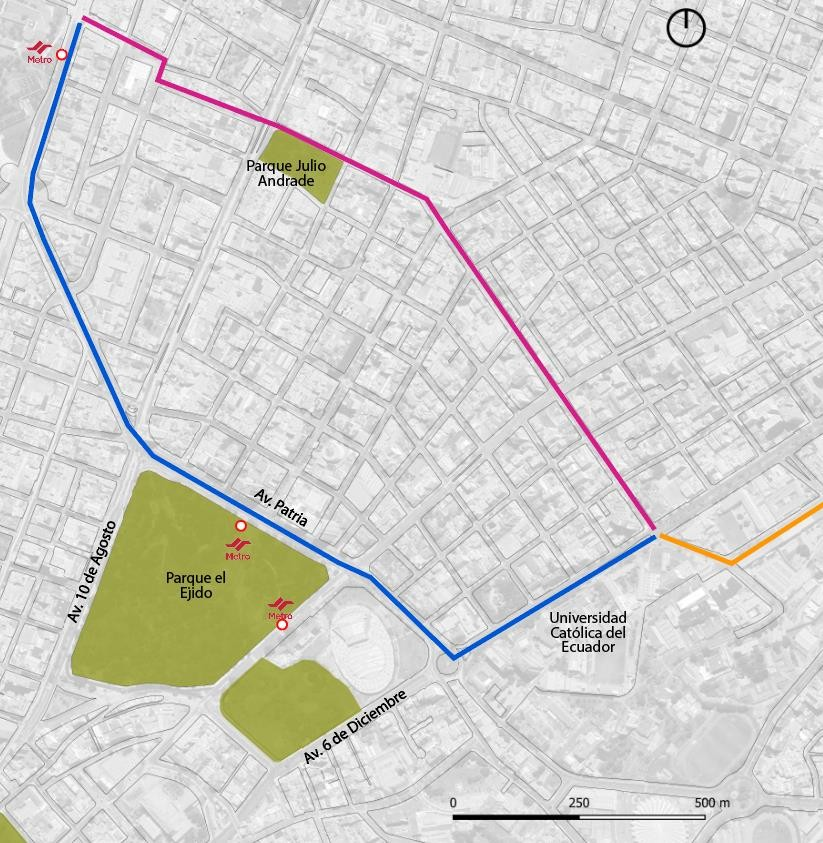 Metro
Parque Julio
Andrade
Av. Patria
Av. 10 de Agosto
Metro
Parque el
Ejido
Metro
Universidad
Católica del
Ecuador
Av. 6 de Diciembre
0 250 500 m